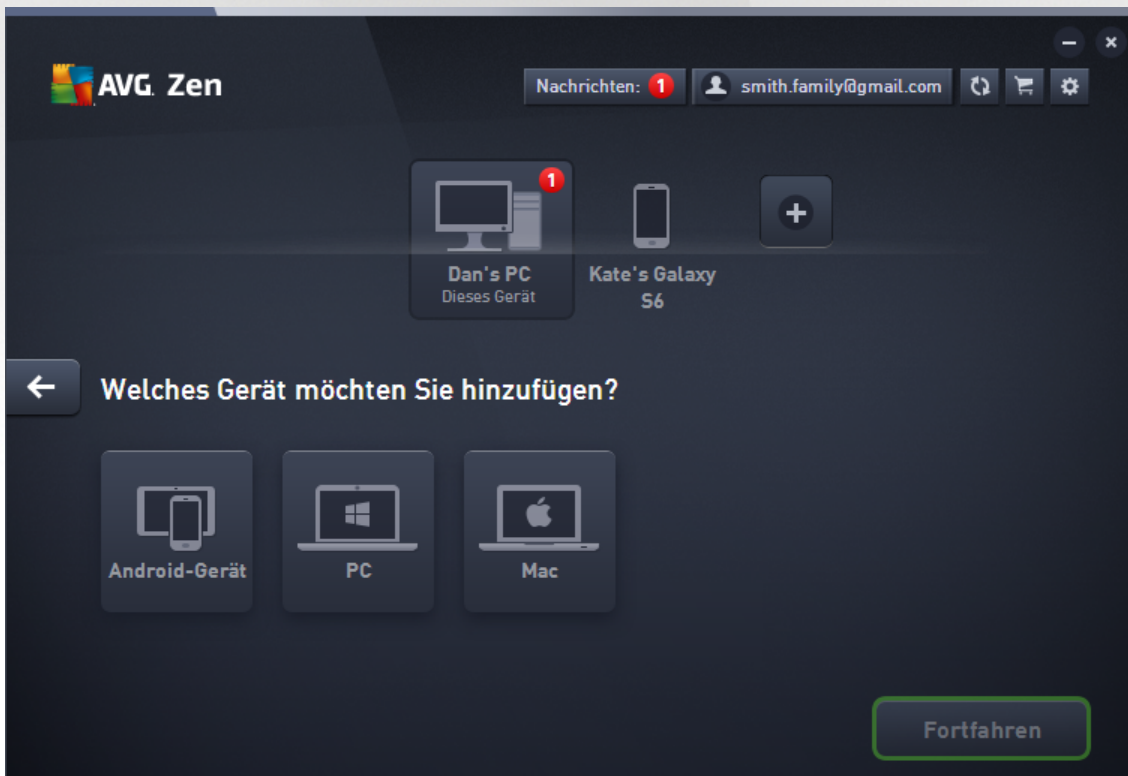 AVG. Zen
Nachrichten: 1
smith.family@gmail.com
1
Dan's PC
Dieses Gerät
Kate's Galaxy
S6
Welches Gerät möchten Sie hinzufügen?
Android-Gerät
PC
Mac
Fortfahren